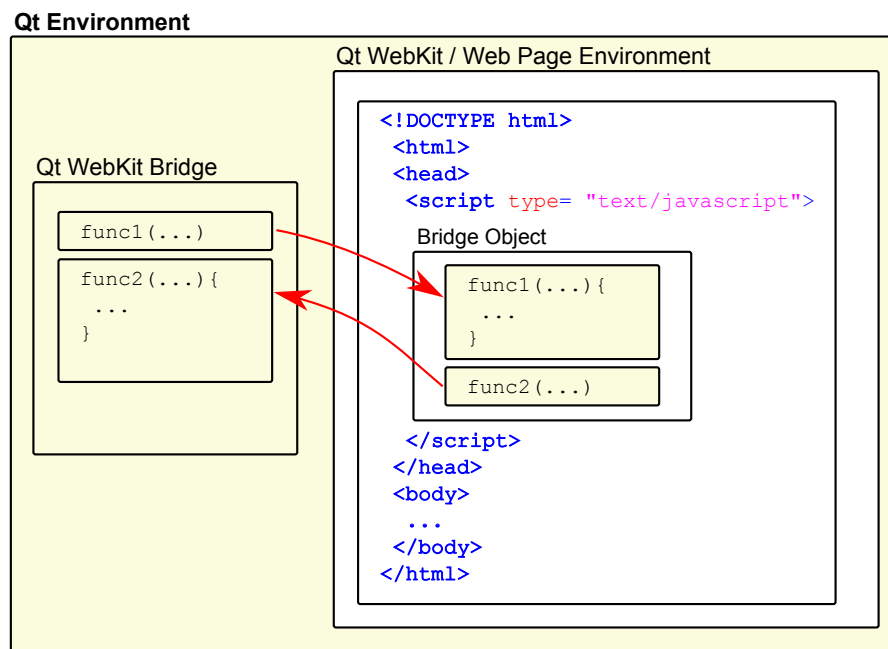 Qt Environment
Qt WebKit / Web Page Environment
<!DOCTYPE html>
<html>
<head>
<script type= "text/javascript">
Qt WebKit Bridge
func1(...)
func2(...){
...
}
Bridge Object
func1(...){
...
}
func2(...)
</script>
</head>
<body>
...
</body>
</html>